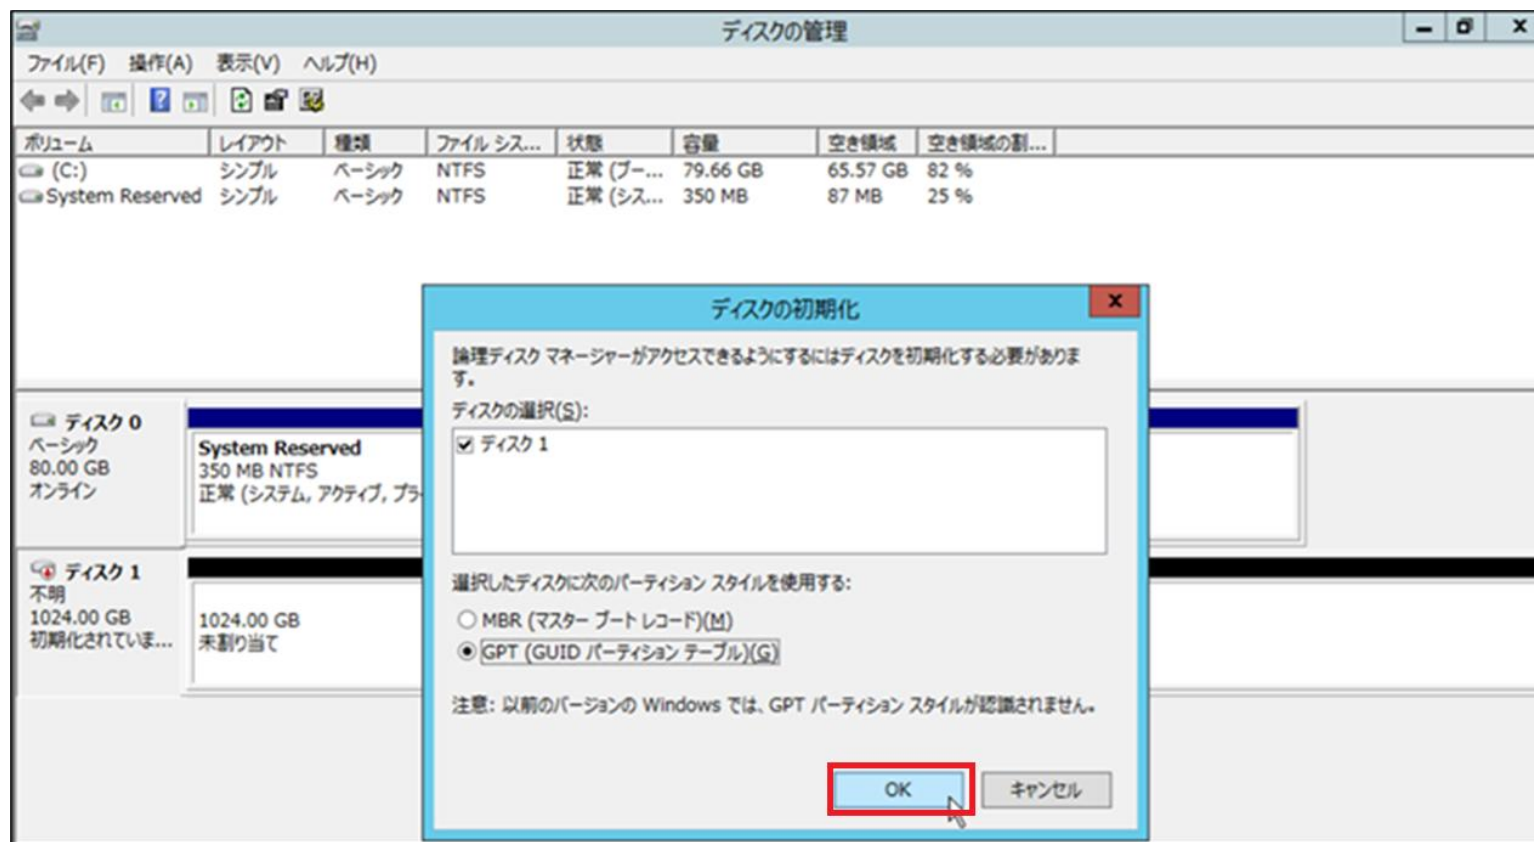 ディスクの管理
ファイル(F) 操作(A) 表示(V) ヘルプ(H)
ボリューム レイアウト 種類 ファイル シス... 状態 容量 空き領域 空き領域の割...
(C:) シンプル ベーシック NTFS 正常 (ブー... 79.66 GB 65.57 GB 82 %
System Reserved シンプル ベーシック NTFS 正常 (シス... 350 MB 87 MB 25 %
ディスク 0
ベーシック
80.00 GB
オンライン
System Reserved
350 MB NTFS
正常 (システム, アクティブ, プラ
ディスク 1
不明
1024.00 GB
初期化されていま...
1024.00 GB
未割り当て
ディスクの初期化
x
論理ディスク マネージャーがアクセスできるようにするにはディスクを初期化する必要がありま
す。
ディスクの選択(S):
ディスク 1
選択したディスクに次のパーティション スタイルを使用する:
MBR (マスター ブート レコード)(M)
GPT (GUID パーティション テーブル)(G)
注意: 以前のバージョンの Windows では、GPT パーティション スタイルが認識されません。
OK キャンセル